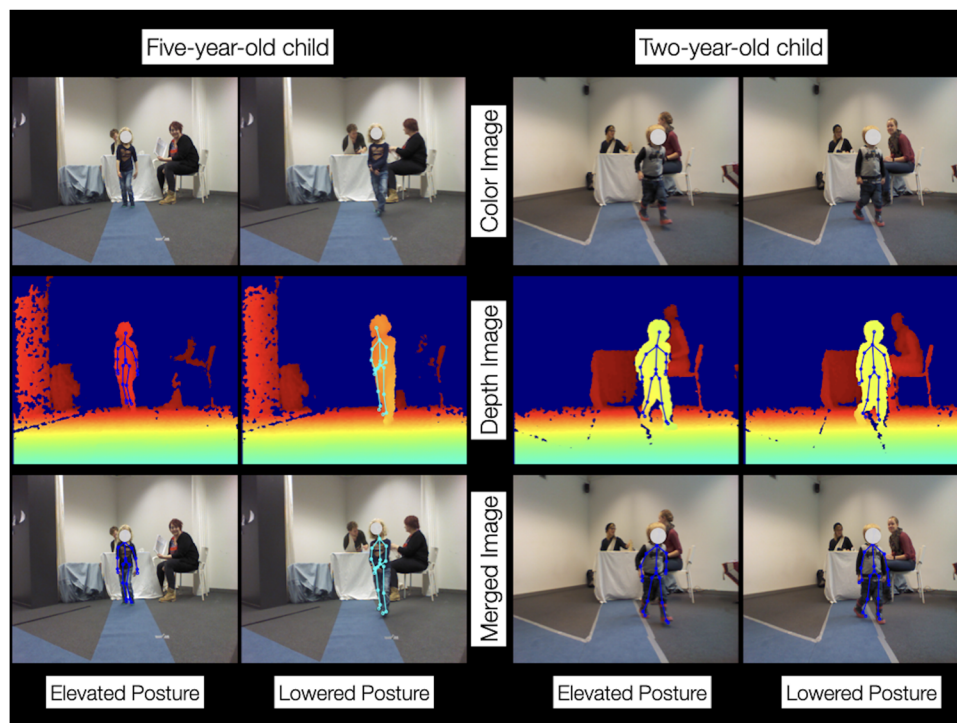 Five-year-old child
Two-year-old child
Color Image
Depth Image
Merged Image
Elevated Posture
Lowered Posture
Elevated Posture
Lowered Posture